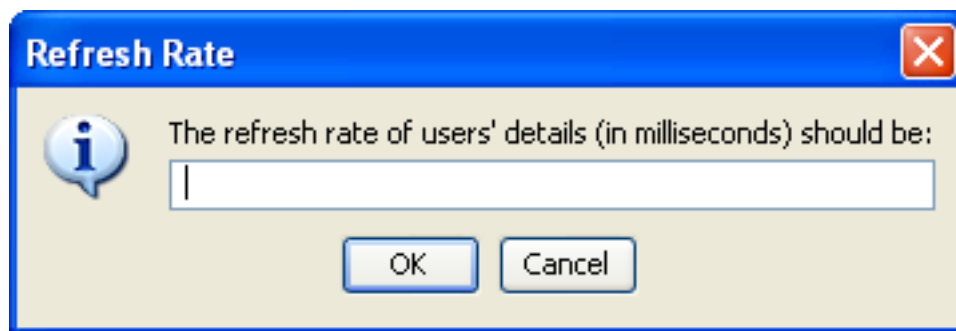 Refresh Rate
The refresh rate of users' details (in milliseconds) should be:
OK Cancel